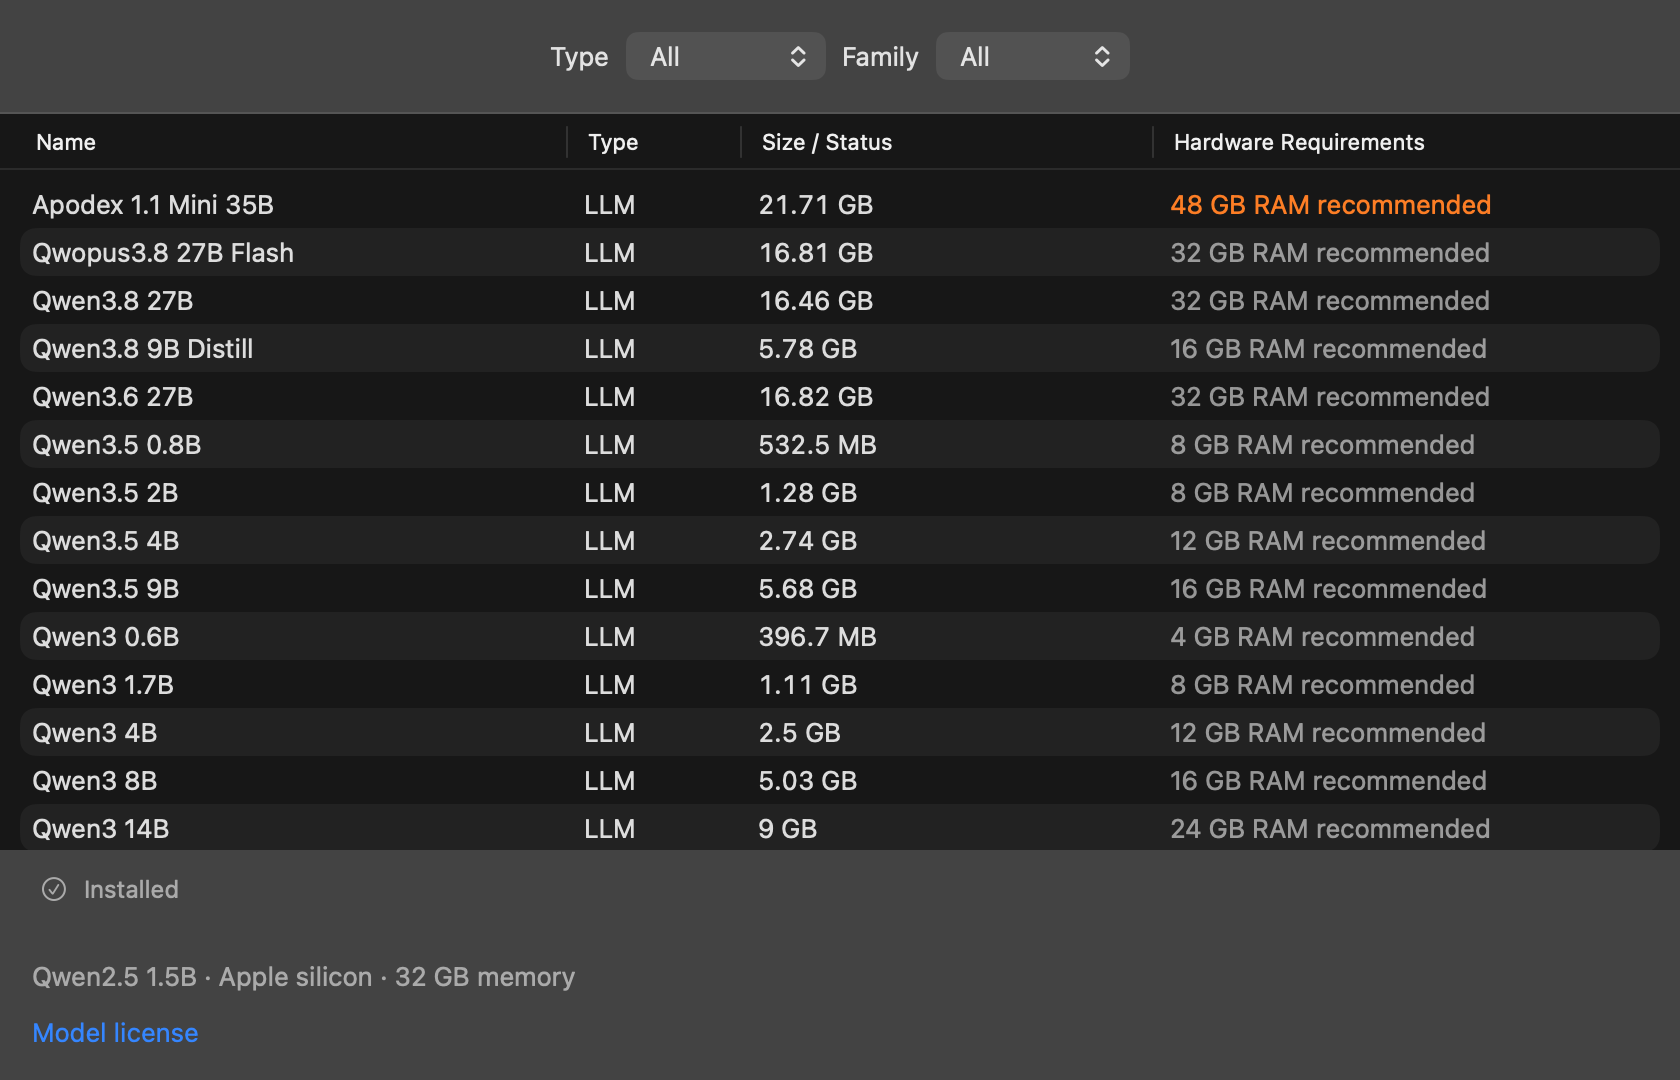 Type All Family All
Name Type Size / Status Hardware Requirements
Apodex 1.1 Mini 35B LLM 21.71 GB 48 GB RAM recommended
Qwopus3.8 27B Flash LLM 16.81 GB 32 GB RAM recommended
Qwen3.8 27B LLM 16.46 GB 32 GB RAM recommended
Qwen3.8 9B Distill LLM 5.78 GB 16 GB RAM recommended
Qwen3.6 27B LLM 16.82 GB 32 GB RAM recommended
Qwen3.5 0.8B LLM 532.5 MB 8 GB RAM recommended
Qwen3.5 2B LLM 1.28 GB 8 GB RAM recommended
Qwen3.5 4B LLM 2.74 GB 12 GB RAM recommended
Qwen3.5 9B LLM 5.68 GB 16 GB RAM recommended
Qwen3 0.6B LLM 396.7 MB 4 GB RAM recommended
Qwen3 1.7B LLM 1.11 GB 8 GB RAM recommended
Qwen3 4B LLM 2.5 GB 12 GB RAM recommended
Qwen3 8B LLM 5.03 GB 16 GB RAM recommended
Qwen3 14B LLM 9 GB 24 GB RAM recommended
Installed
Qwen2.5 1.5B · Apple silicon · 32 GB memory
Model license